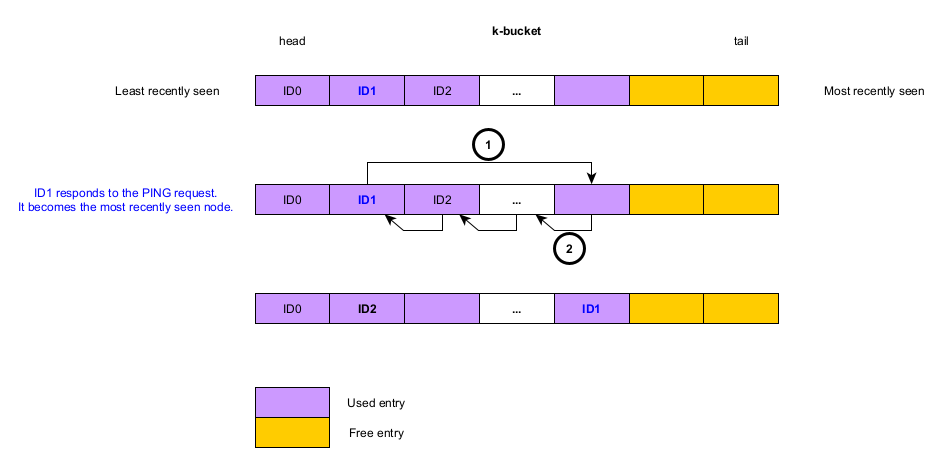 k-bucket
head
tail
Least recently seen
ID0 ID1 ID2 ...
Most recently seen
1
ID1 responds to the PING request.
It becomes the most recently seen node.
ID0 ID1 ID2 ...
2
ID0 ID2 ... ID1
Used entry
Free entry